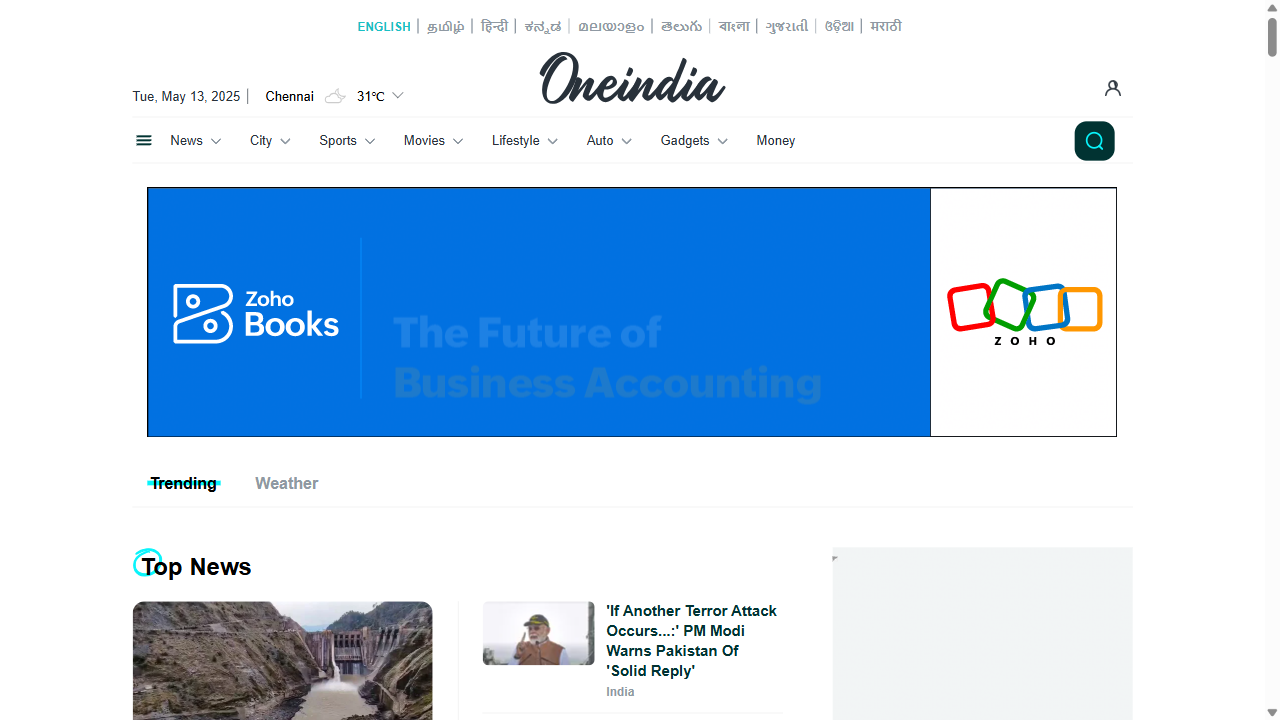 ENGLISH | தமிழ் | हिन्दी | ಕನ್ನಡ | മലയാളം | తెలుగు | বাংলা | ગુજરાતી | ଓଡ଼ିଆ | मराठी
Oneindia
Tue, May 13, 2025 | Chennai 31°C
News City Sports Movies Lifestyle Auto Gadgets Money
Zoho
Books
The Future of
Business Accounting
ZOHO
Trending Weather
Top News
'If Another Terror Attack
Occurs...:' PM Modi
Warns Pakistan Of
'Solid Reply'
India